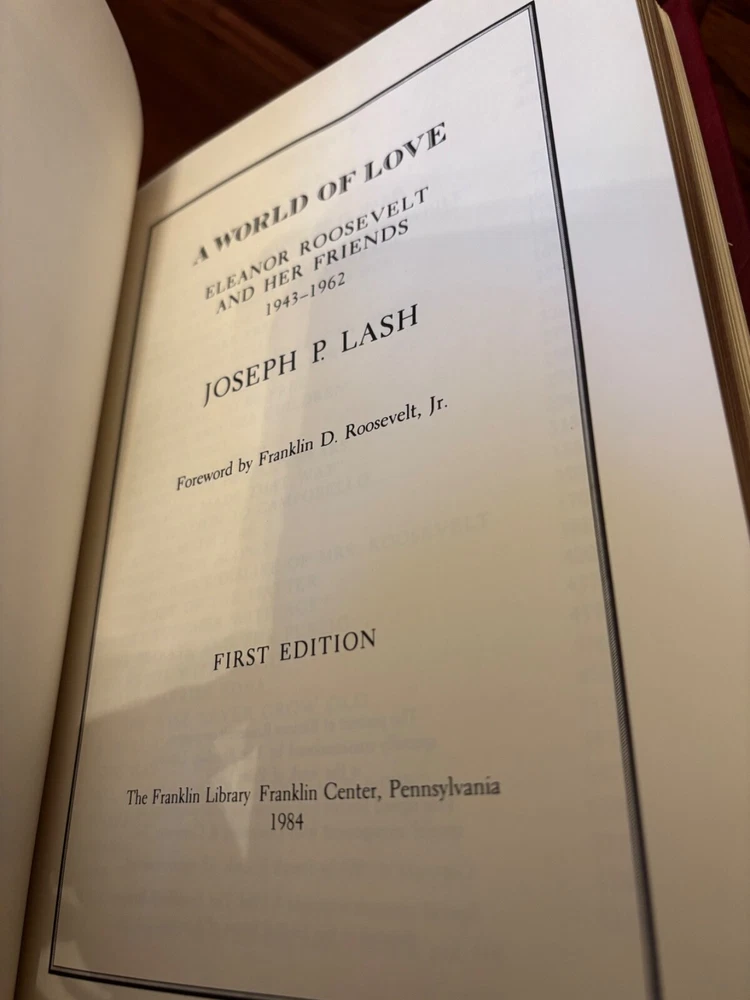 A WORLD OF LOVE
ELEANOR ROOSEVELT
AND HER FRIENDS
1943–1962
JOSEPH P. LASH
Foreword by Franklin D. Roosevelt, Jr.
FIRST EDITION
The Franklin Library Franklin Center, Pennsylvania
1984